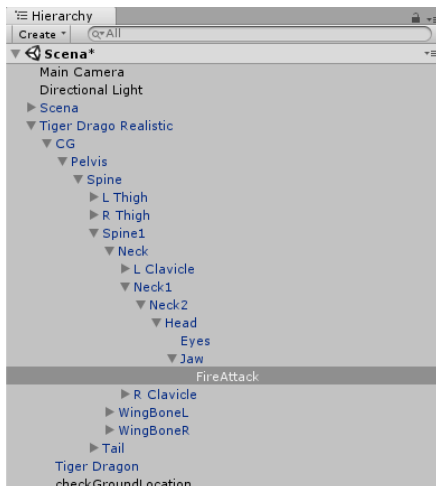 Hierarchy
Create All
Scena*
Main Camera
Directional Light
Scena
Tiger Drago Realistic
CG
Pelvis
Spine
L Thigh
R Thigh
Spine1
Neck
L Clavicle
Neck1
Neck2
Head
Eyes
Jaw
FireAttack
R Clavicle
WingBoneL
WingBoneR
Tail
Tiger Dragon
checkGroundLocation